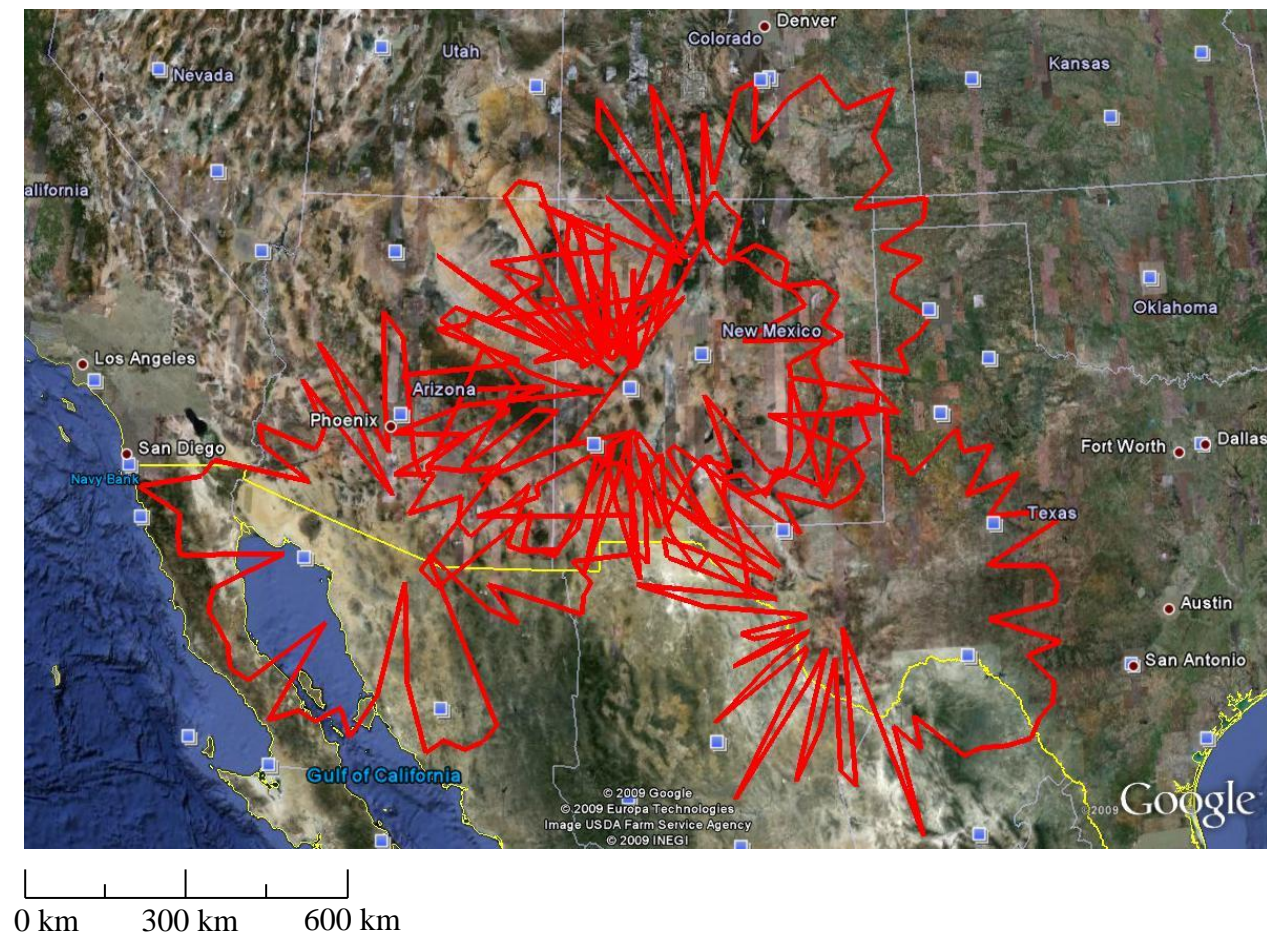 Denver
Colorado
Utah
Kansas
Nevada
alifornia
Oklahoma
New Mexico
Los Angeles
Arizona
Phoenix
San Diego
Fort Worth
Dallas
Navy Bank
Texas
Austin
San Antonio
Gulf of California
© 2009 Google
© 2009 Europa Technologies
Image USDA Farm Service Agency
© 2009 INEGI
©2009 Google
0 km 300 km 600 km